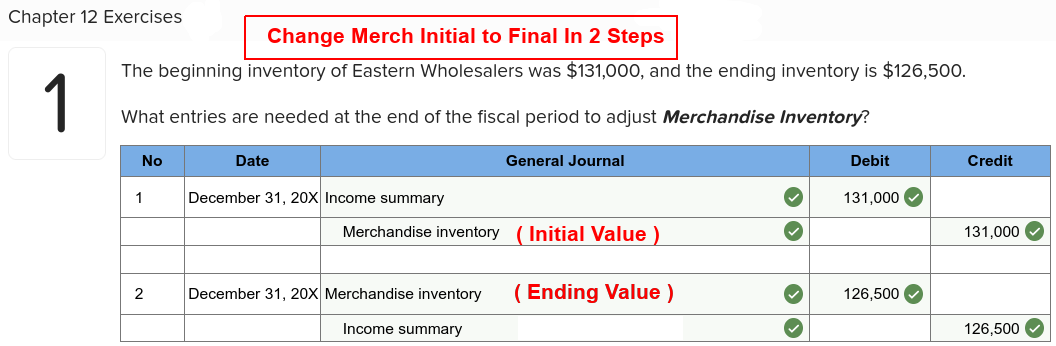 Chapter 12 Exercises
Change Merch Initial to Final In 2 Steps
1
The beginning inventory of Eastern Wholesalers was $131,000, and the ending inventory is $126,500.
What entries are needed at the end of the fiscal period to adjust Merchandise Inventory?
No Date General Journal Debit Credit
1 December 31, 20X Income summary 131,000
Merchandise inventory ( Initial Value ) 131,000
2 December 31, 20X Merchandise inventory ( Ending Value ) 126,500
Income summary 126,500